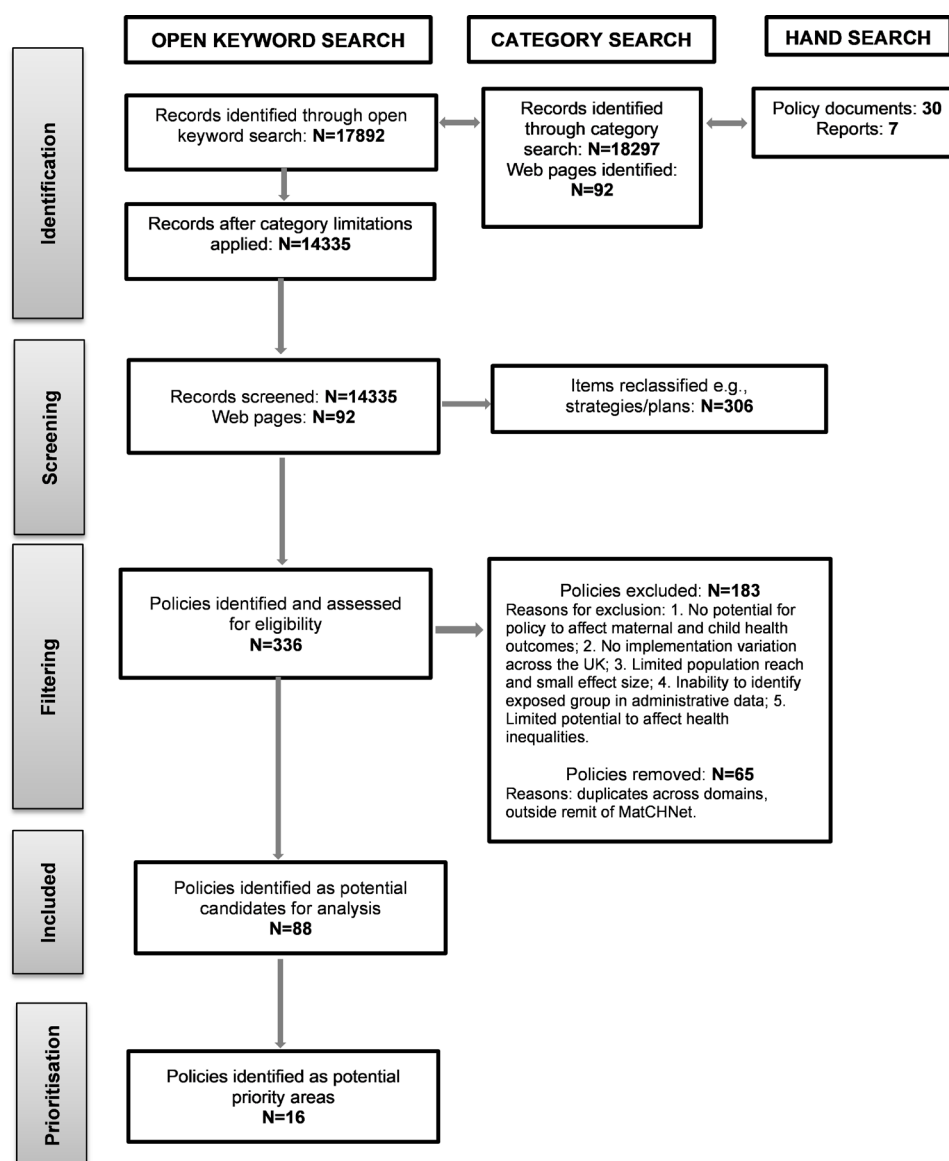 OPEN KEYWORD SEARCH
CATEGORY SEARCH
HAND SEARCH
Identification
Records identified through open
keyword search: N=17892
Records identified
through category
search: N=18297
Web pages identified:
N=92
Policy documents: 30
Reports: 7
Records after category limitations
applied: N=14335
Screening
Records screened: N=14335
Web pages: N=92
Items reclassified e.g.,
strategies/plans: N=306
Filtering
Policies identified and assessed
for eligibility
N=336
Policies excluded: N=183
Reasons for exclusion: 1. No potential for
policy to affect maternal and child health
outcomes; 2. No implementation variation
across the UK; 3. Limited population reach
and small effect size; 4. Inability to identify
exposed group in administrative data; 5.
Limited potential to affect health
inequalities.
Policies removed: N=65
Reasons: duplicates across domains,
outside remit of MatCHNet.
Included
Policies identified as potential
candidates for analysis
N=88
Prioritisation
Policies identified as potential
priority areas
N=16